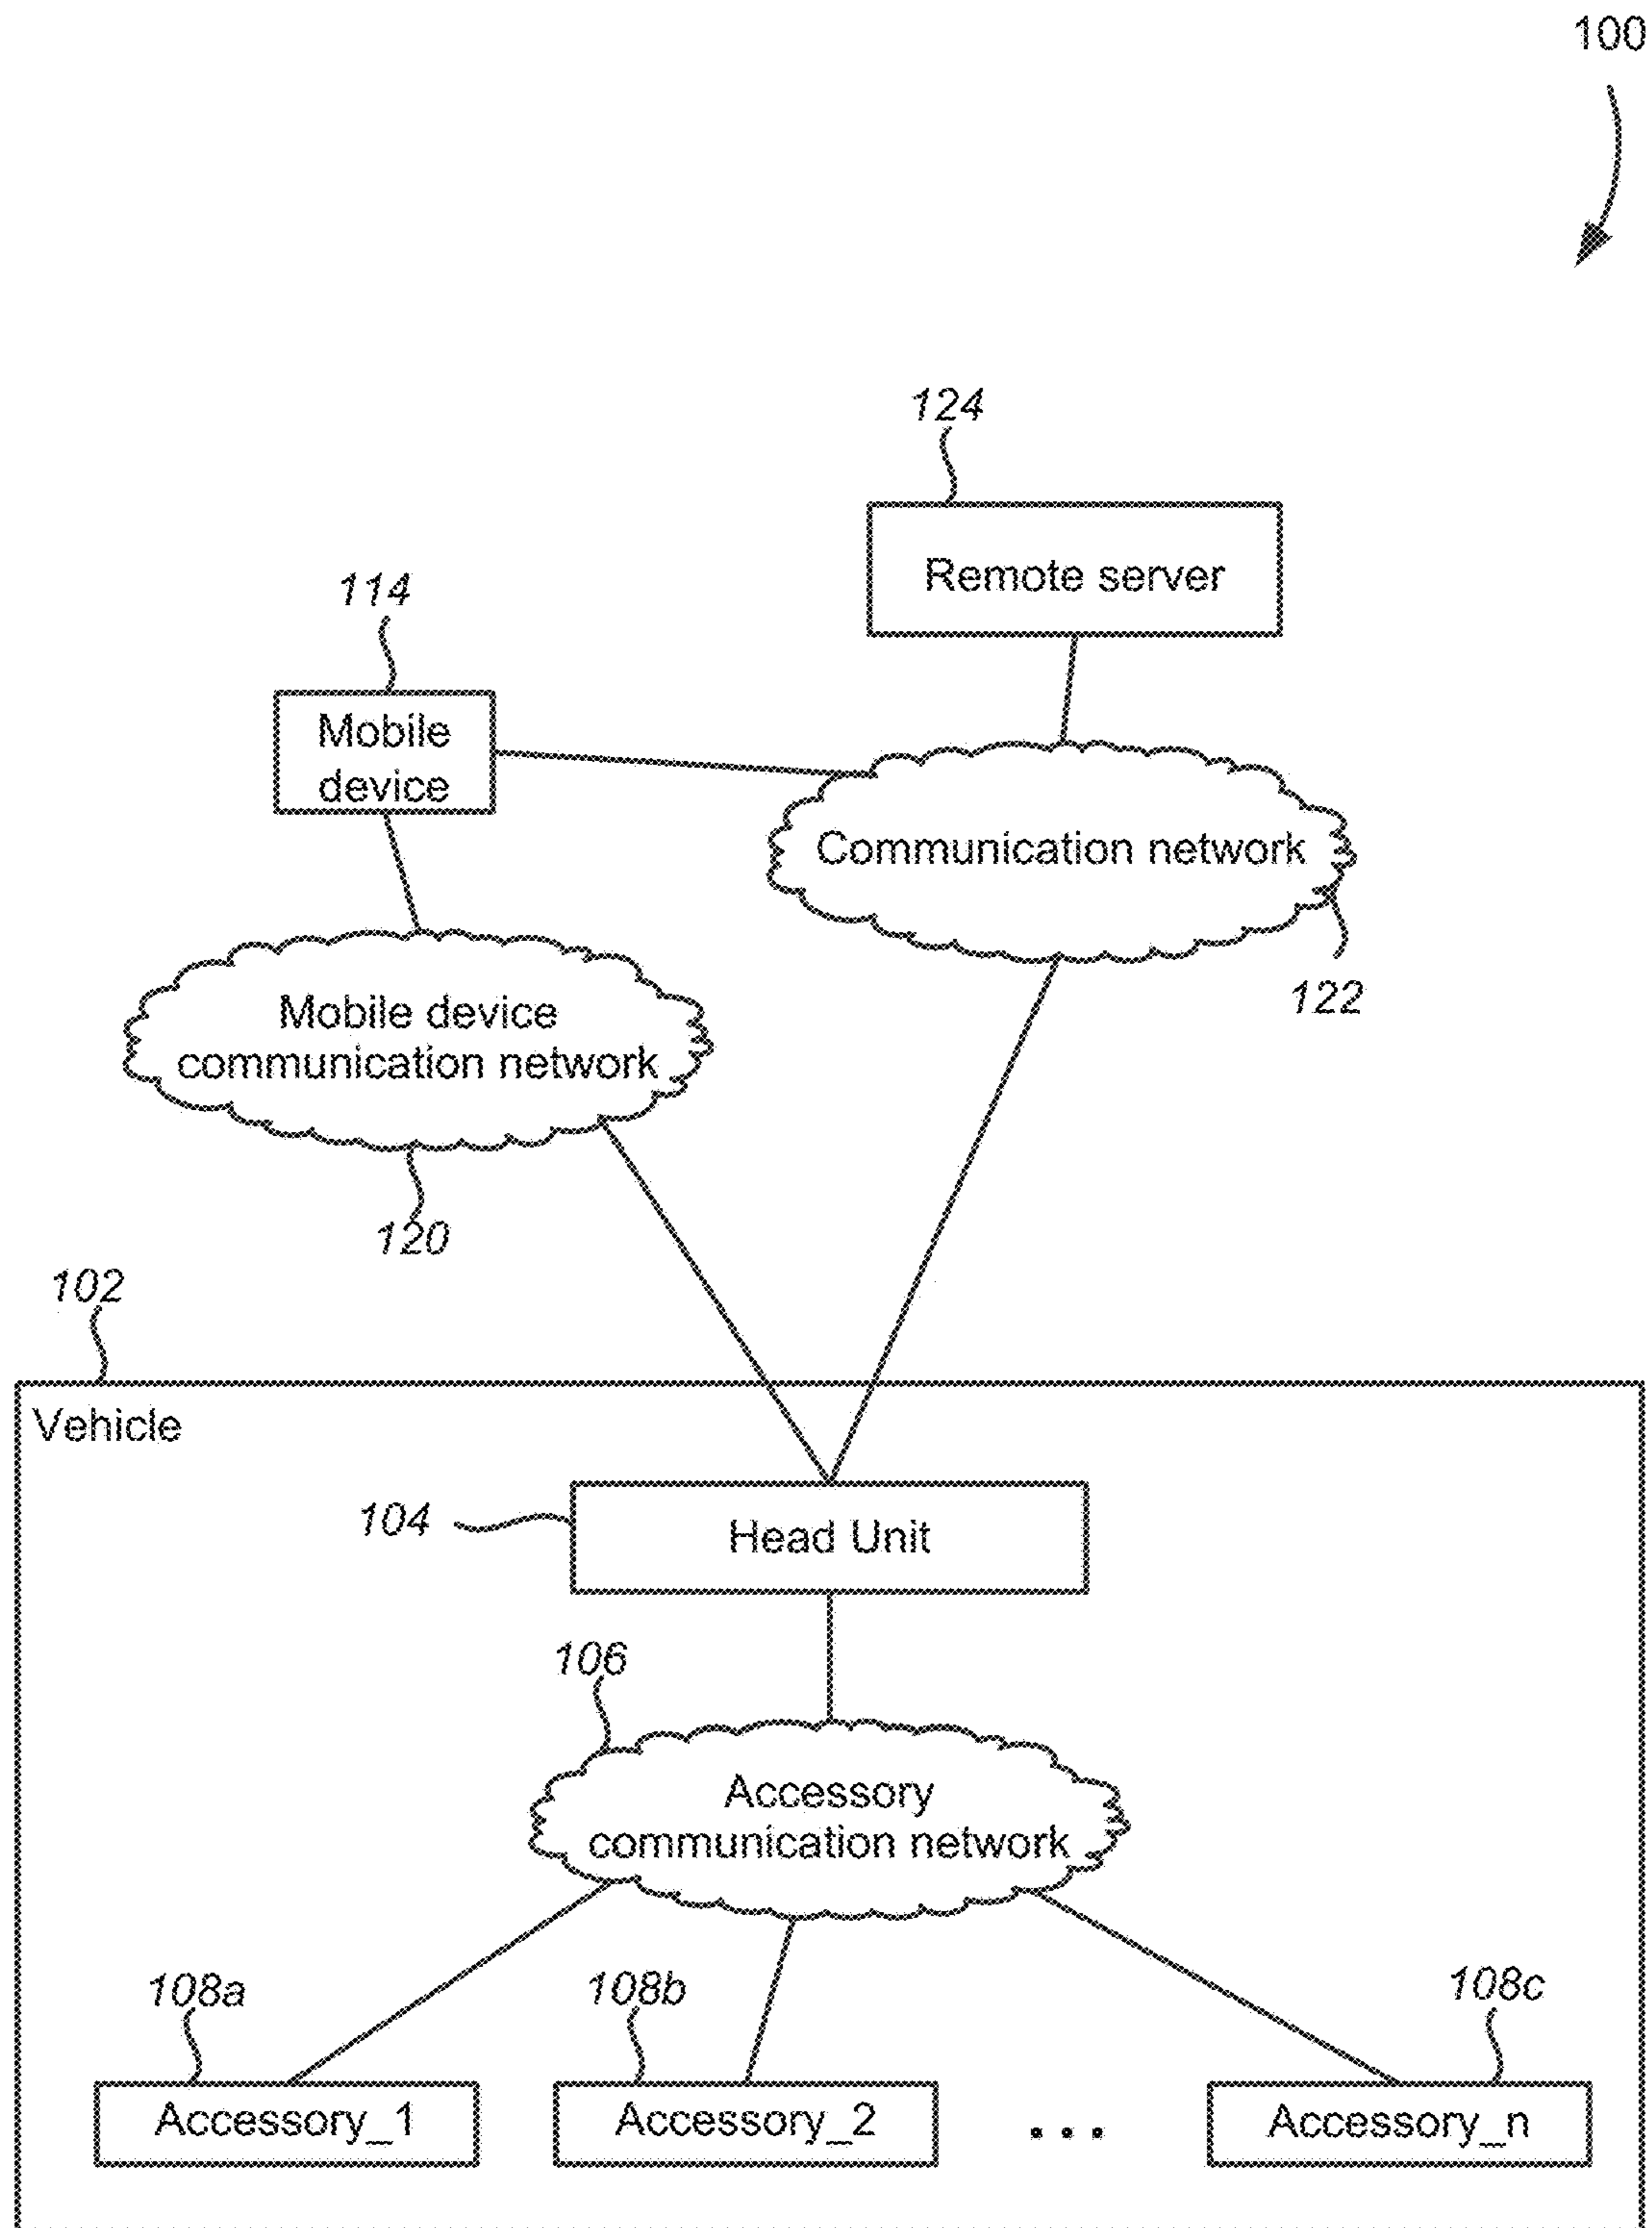 100
124
Remote server
114
Mobile
device
Communication network
122
Mobile device
communication network
120
102
Vehicle
104
Head Unit
106
Accessory
communication network
108a
108b
108c
Accessory_1
Accessory_2
...
Accessory_n